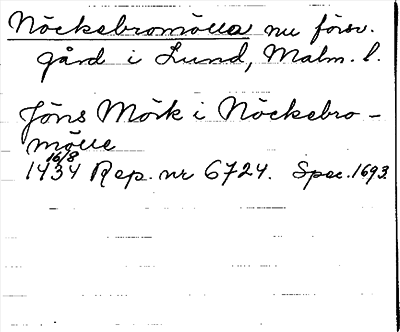 Nöckebromölla nu försv.
gård i Lund, Malm. l.
Jöns Mörk i Nöckebro-
mölle
16/8
1434 Rep. nr 6724. Spec. 1693.